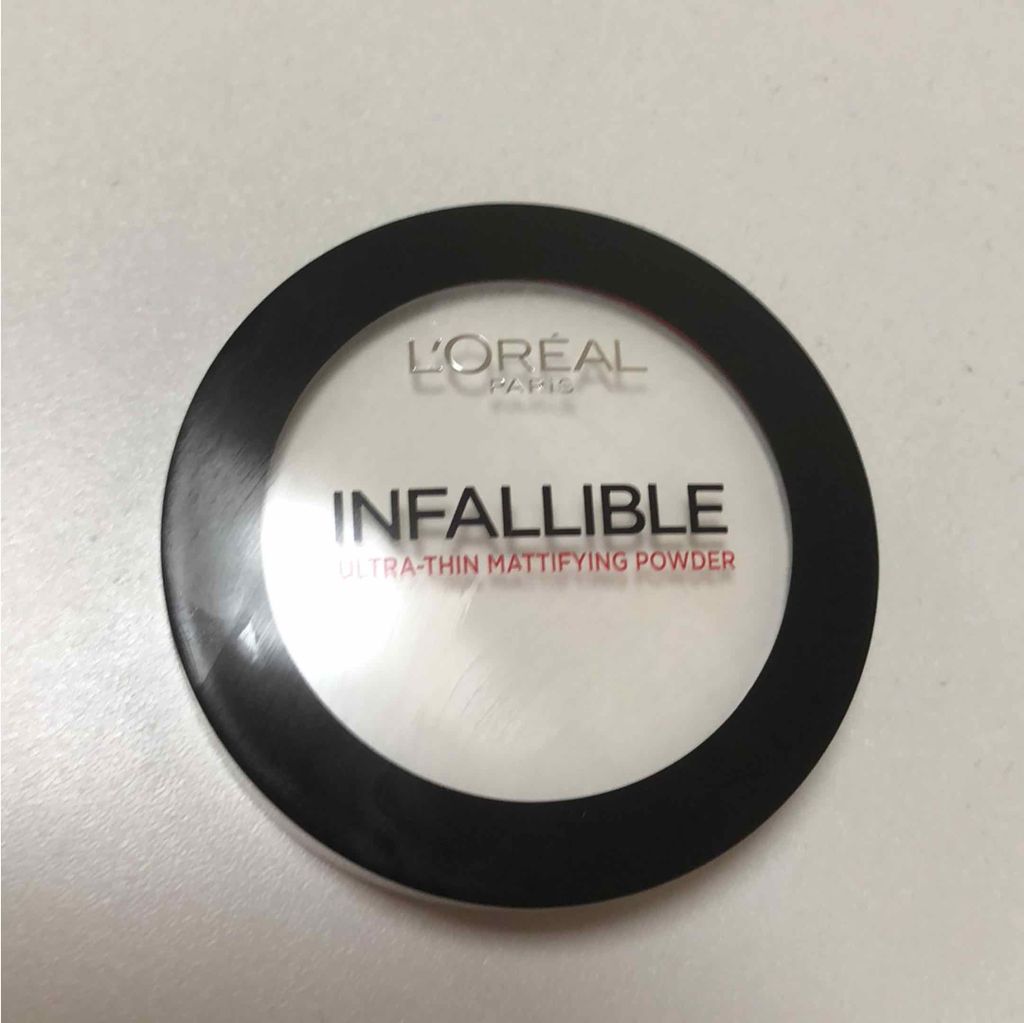 L'ORÉAL
PARIS
INFALLIBLE
ULTRA-THIN MATTIFYING POWDER